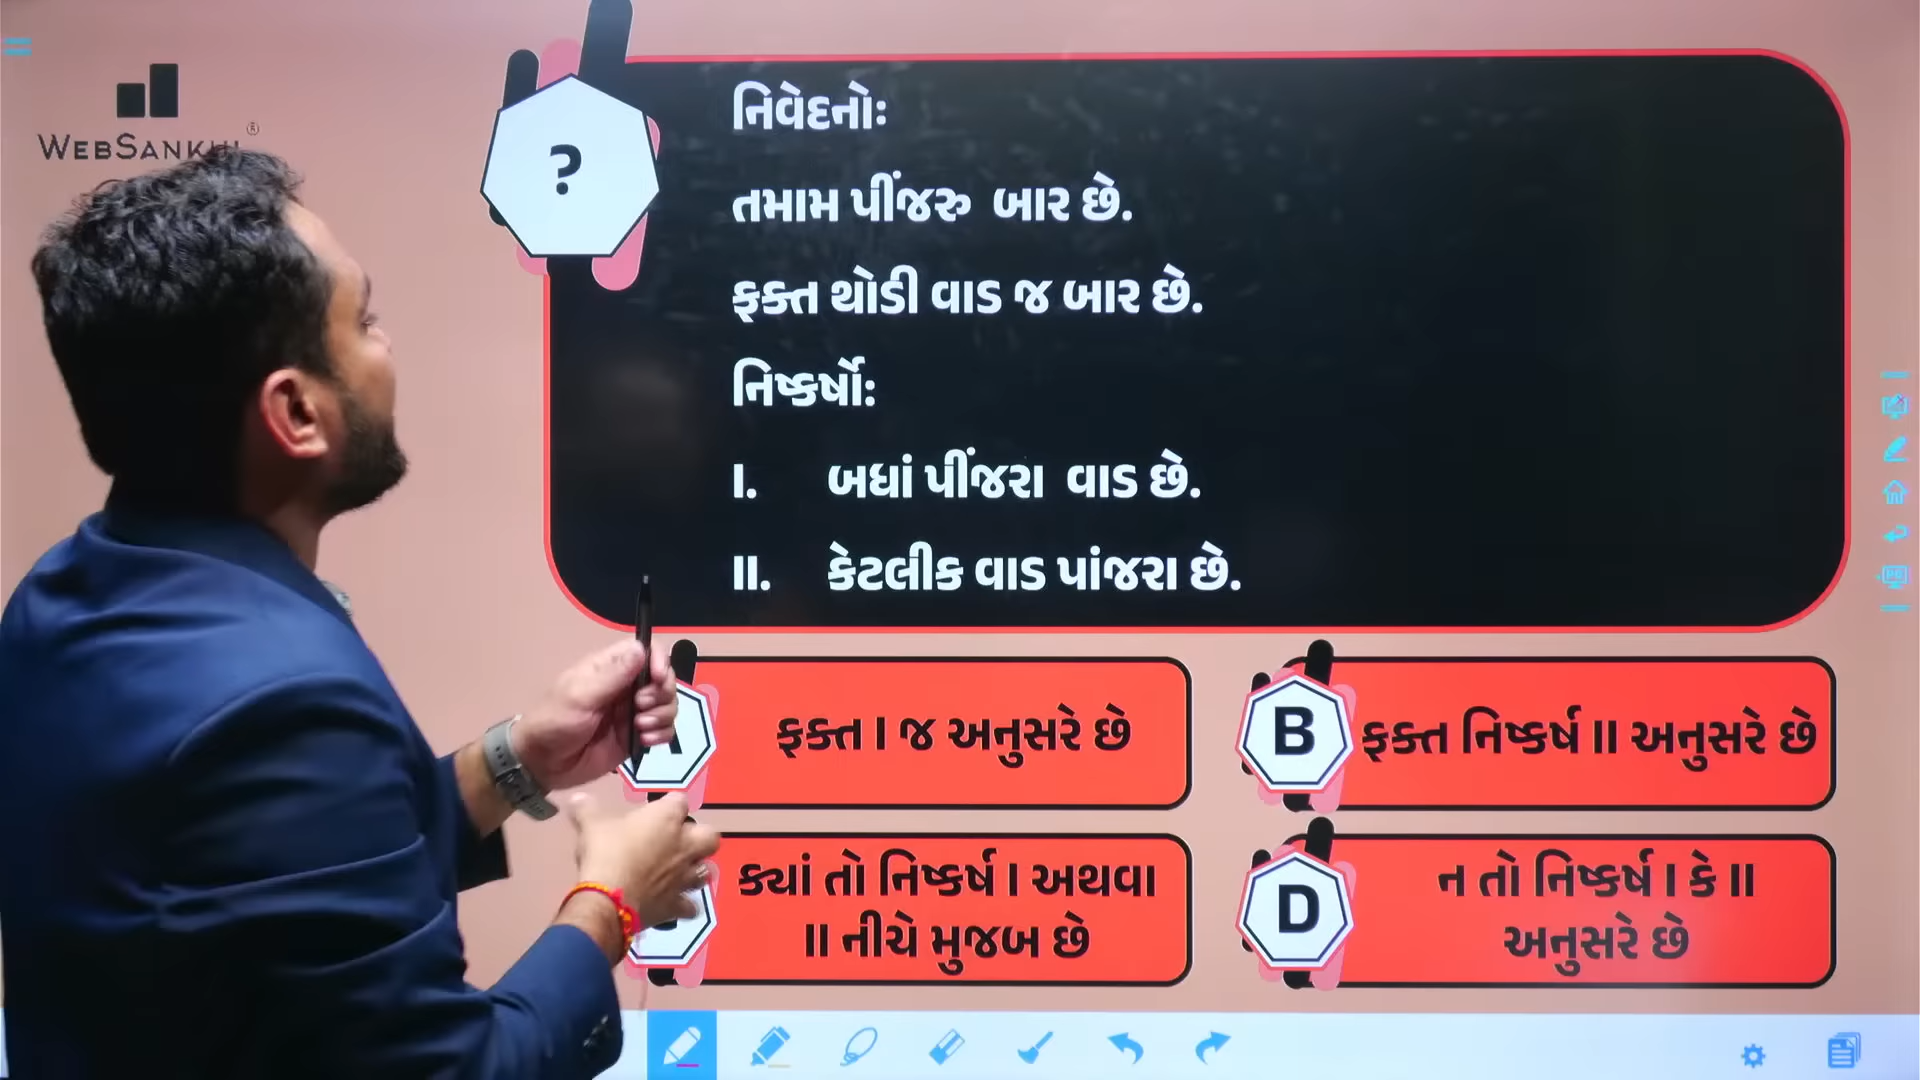 WEBSANKUL ®
?
નિવેદનોઃ
તમામ પીંજરુ બાર છે.
ફક્ત થોડી વાડ જ બાર છે.
નિષ્કર્ષોઃ
I. બધાં પીંજરા વાડ છે.
II. કેટલીક વાડ પાંજરા છે.
A ફક્ત I જ અનુસરે છે
B ફક્ત નિષ્કર્ષ II અનુસરે છે
ક્યાં તો નિષ્કર્ષ I અથવા
II નીચે મુજબ છે
D ન તો નિષ્કર્ષ I કે II
અનુસરે છે